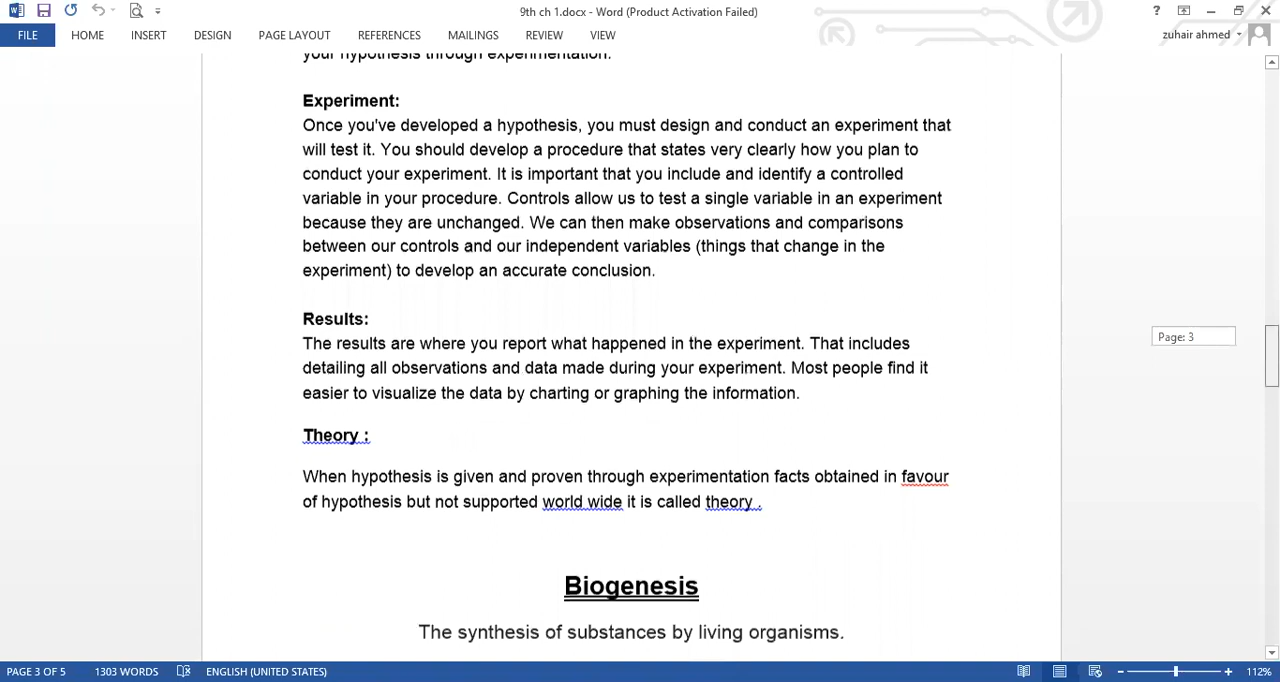 9th ch 1.docx - Word (Product Activation Failed)
FILE HOME INSERT DESIGN PAGE LAYOUT REFERENCES MAILINGS REVIEW VIEW zuhair ahmed
your hypothesis through experimentation.
Experiment:
Once you've developed a hypothesis, you must design and conduct an experiment that
will test it. You should develop a procedure that states very clearly how you plan to
conduct your experiment. It is important that you include and identify a controlled
variable in your procedure. Controls allow us to test a single variable in an experiment
because they are unchanged. We can then make observations and comparisons
between our controls and our independent variables (things that change in the
experiment) to develop an accurate conclusion.
Results:
The results are where you report what happened in the experiment. That includes
detailing all observations and data made during your experiment. Most people find it
easier to visualize the data by charting or graphing the information.
Page: 3
Theory :
When hypothesis is given and proven through experimentation facts obtained in favour
of hypothesis but not supported world wide it is called theory .
Biogenesis
The synthesis of substances by living organisms.
PAGE 3 OF 5 1303 WORDS ENGLISH (UNITED STATES) 112%